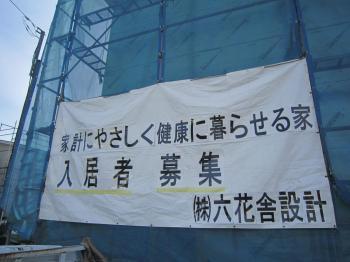 家計にやさしく健康に暮らせる家
入居者 募集
㈱六花舎設計